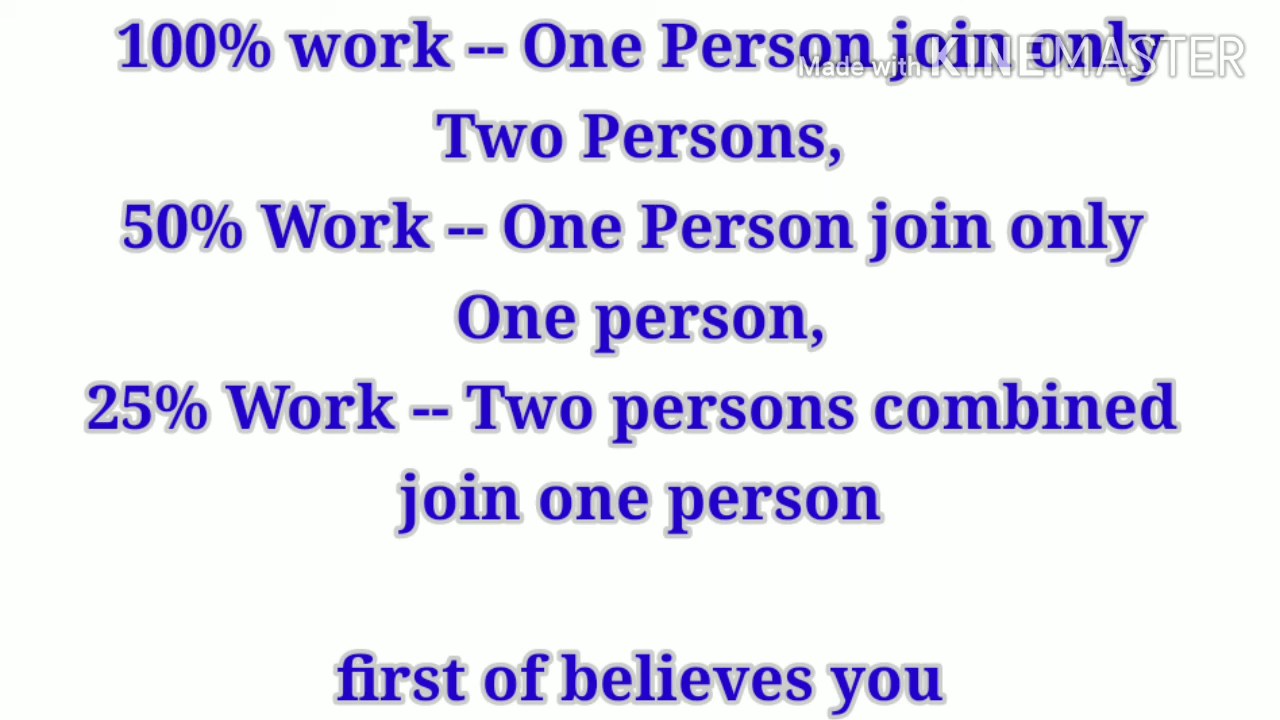 100% work -- One Person join only
Made with KINEMASTER
Two Persons,
50% Work -- One Person join only
One person,
25% Work -- Two persons combined
join one person
first of believes you